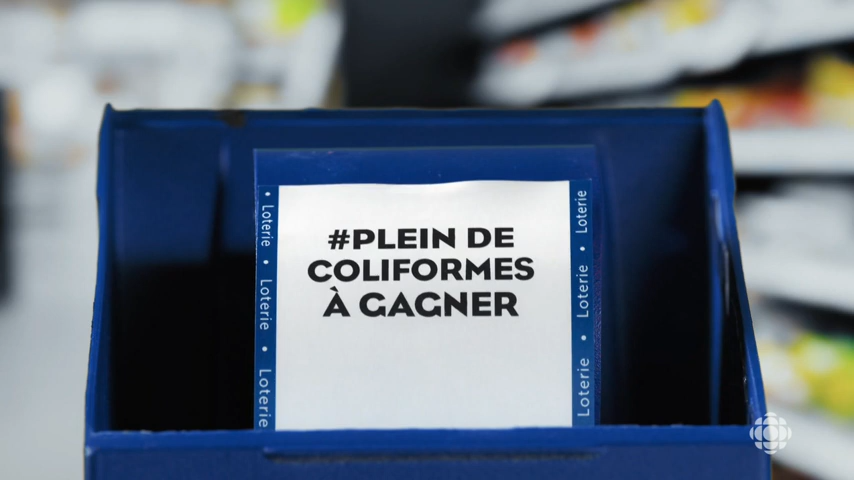 #PLEIN DE
COLIFORMES
À GAGNER
• Loterie • Loterie • Loterie
Loterie • Loterie • Loterie